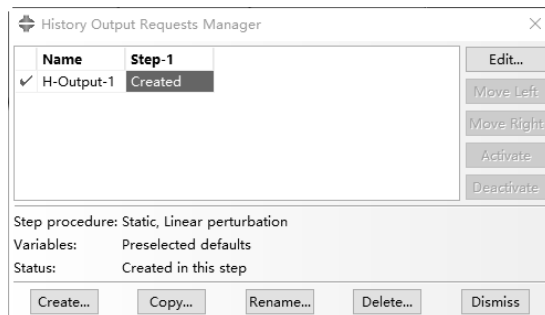 History Output Requests Manager
Name Step-1
H-Output-1 Created
Edit...
Move Left
Move Right
Activate
Deactivate
Step procedure: Static, Linear perturbation
Variables: Preselected defaults
Status: Created in this step
Create... Copy... Rename... Delete... Dismiss